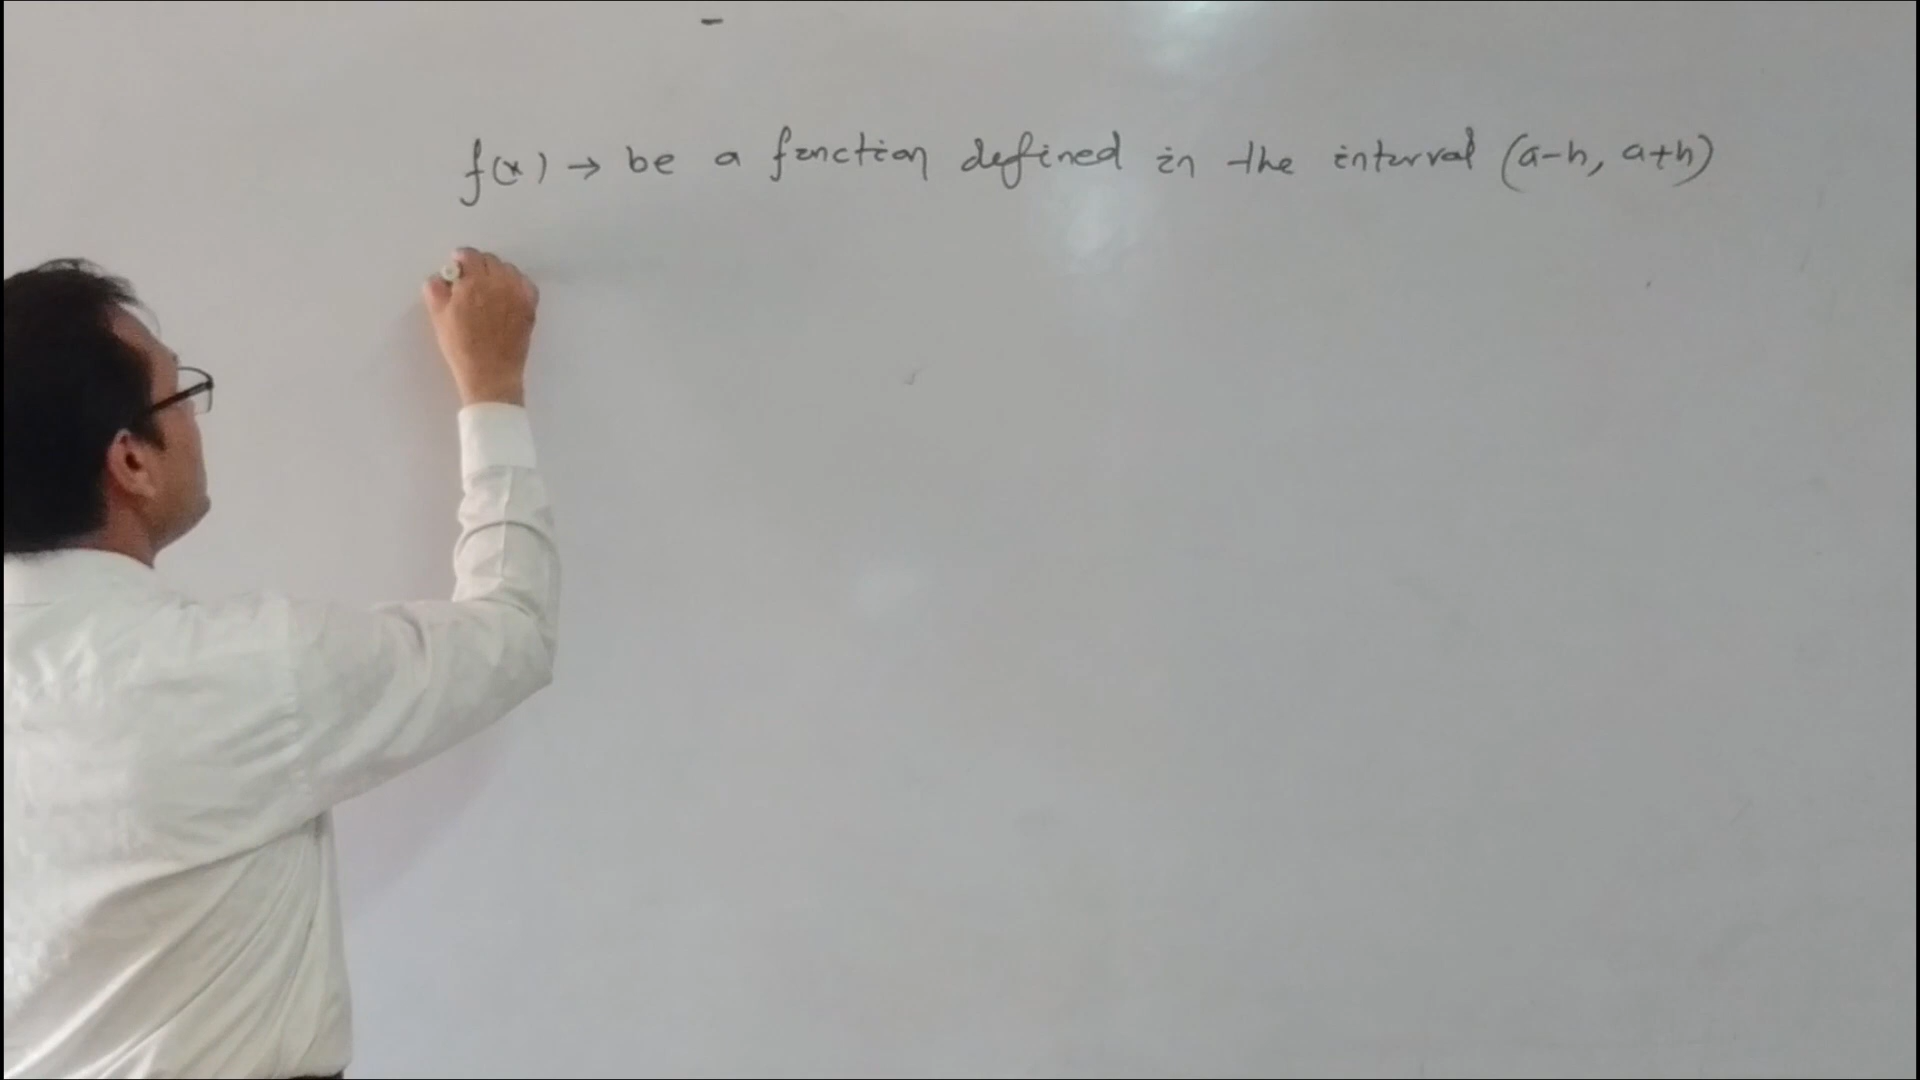 f(x) → be a function defined in the interval (a-h, a+h)